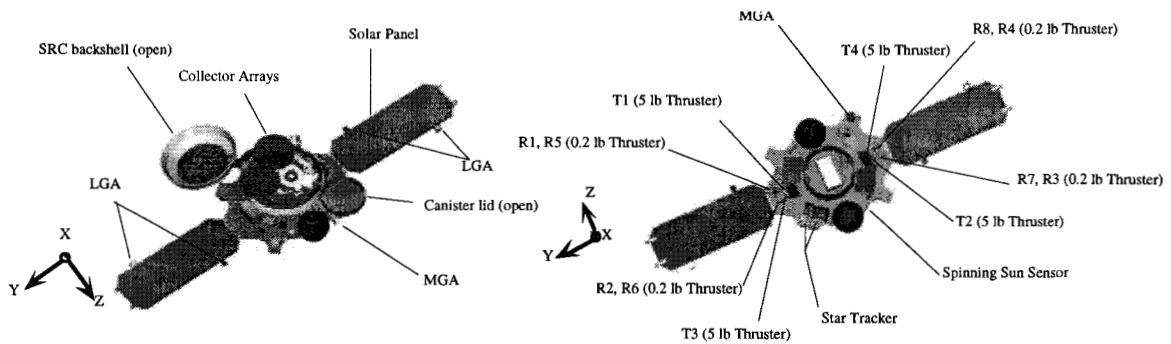 SRC backshell (open)
Solar Panel
Collector Arrays
LGA
LGA
Canister lid (open)
MGA
X
Y
Z
MGA
R8, R4 (0.2 lb Thruster)
T4 (5 lb Thruster)
T1 (5 lb Thruster)
R1, R5 (0.2 lb Thruster)
R7, R3 (0.2 lb Thruster)
T2 (5 lb Thruster)
Z
X
Y
Spinning Sun Sensor
R2, R6 (0.2 lb Thruster)
Star Tracker
T3 (5 lb Thruster)